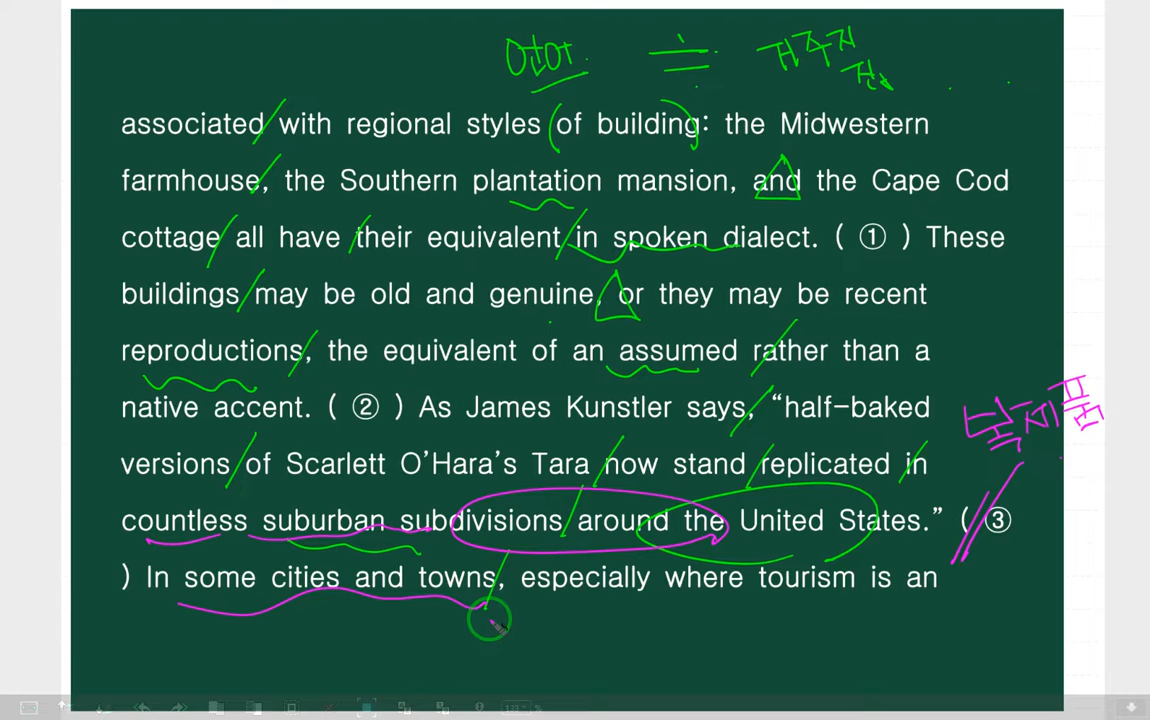 언어 ≒ 거주지
associated with regional styles of building: the Midwestern
farmhouse, the Southern plantation mansion, and the Cape Cod
cottage all have their equivalent in spoken dialect. ( ① ) These
buildings may be old and genuine, or they may be recent
reproductions, the equivalent of an assumed rather than a
native accent. ( ② ) As James Kunstler says, “half-baked
복제품
versions of Scarlett O’Hara’s Tara now stand replicated in
countless suburban subdivisions around the United States.” ( ③
) In some cities and towns, especially where tourism is an
133%